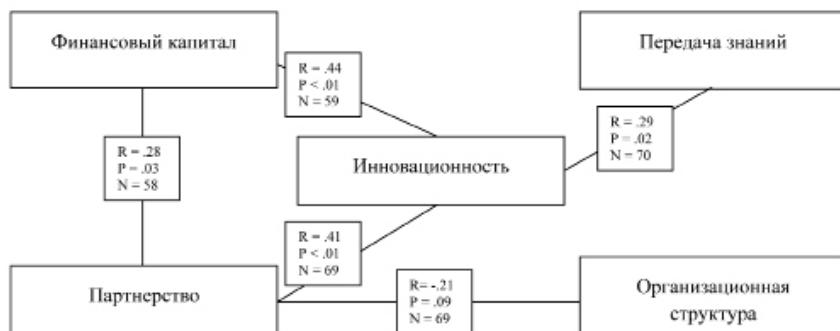 Финансовый капитал
Передача знаний
R = .44
P < .01
N = 59
R = .29
P = .02
N = 70
R = .28
P = .03
N = 58
Инновационность
R = .41
P < .01
N = 69
Партнерство
R= -.21
P = .09
N = 69
Организационная
структура